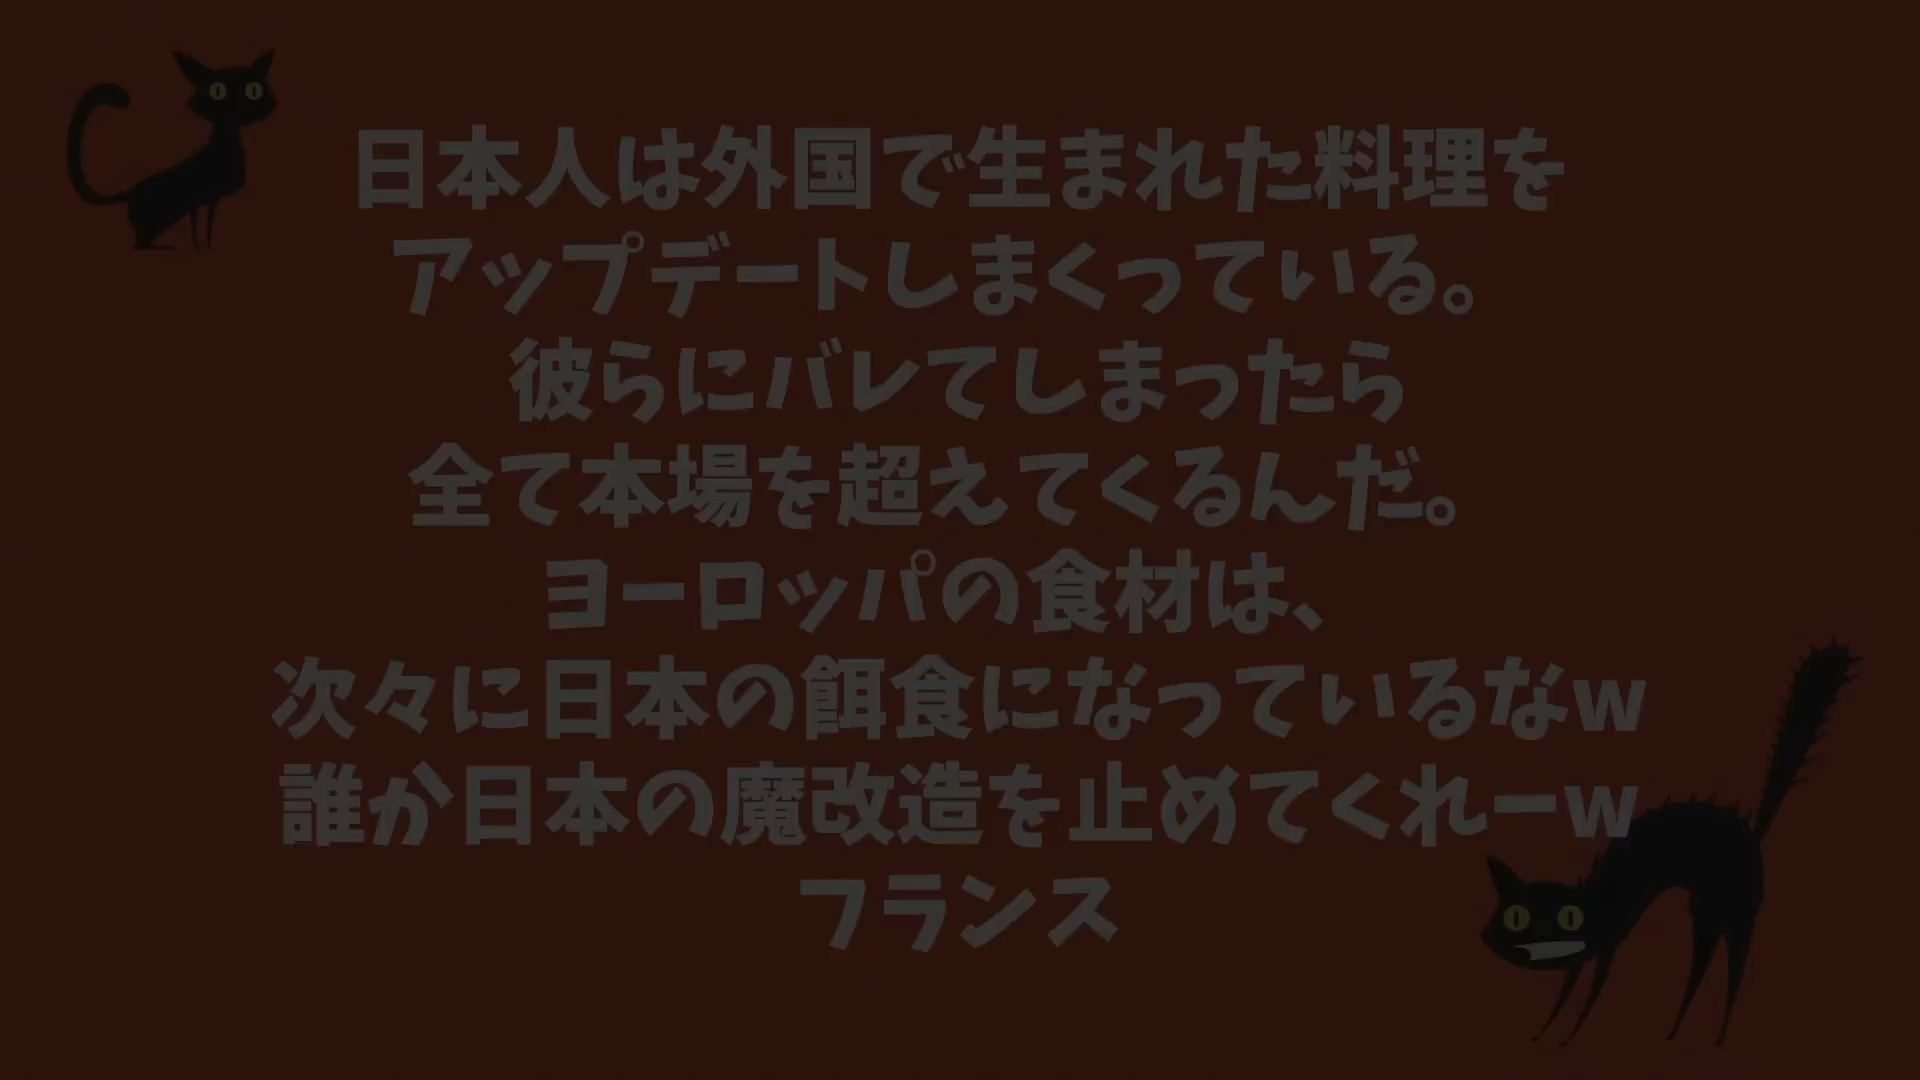 日本人は外国で生まれた料理を
アップデートしまくっている。
彼らにバレてしまったら
全て本場を超えてくるんだ。
ヨーロッパの食材は、
次々に日本の餌食になっているなw
誰か日本の魔改造を止めてくれーw
フランス